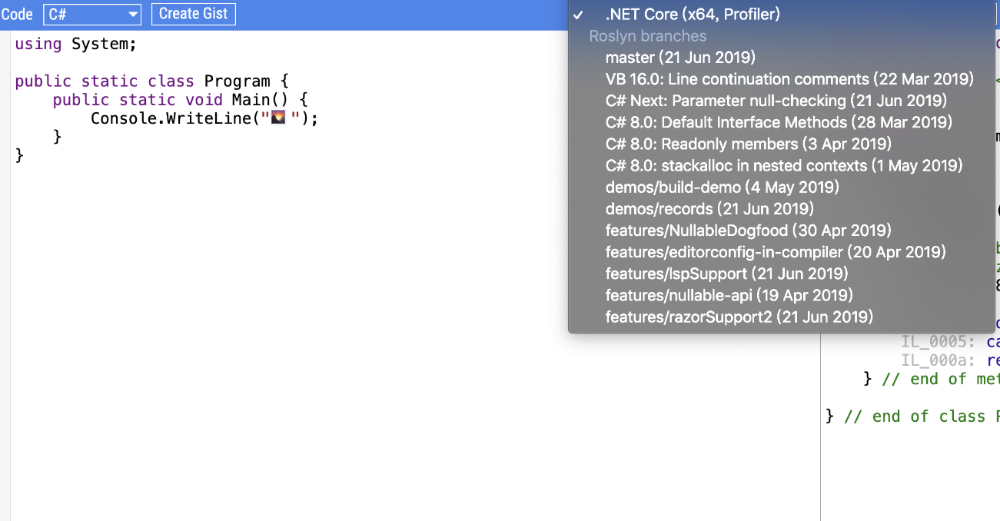 Code C# Create Gist
using System;
public static class Program {
public static void Main() {
Console.WriteLine("🌄");
}
}
✓ .NET Core (x64, Profiler)
Roslyn branches
master (21 Jun 2019)
VB 16.0: Line continuation comments (22 Mar 2019)
C# Next: Parameter null-checking (21 Jun 2019)
C# 8.0: Default Interface Methods (28 Mar 2019)
C# 8.0: Readonly members (3 Apr 2019)
C# 8.0: stackalloc in nested contexts (1 May 2019)
demos/build-demo (4 May 2019)
demos/records (21 Jun 2019)
features/NullableDogfood (30 Apr 2019)
features/editorconfig-in-compiler (20 Apr 2019)
features/lspSupport (21 Jun 2019)
features/nullable-api (19 Apr 2019)
features/razorSupport2 (21 Jun 2019)
IL_0005: ca
IL_000a: re
} // end of met
} // end of class